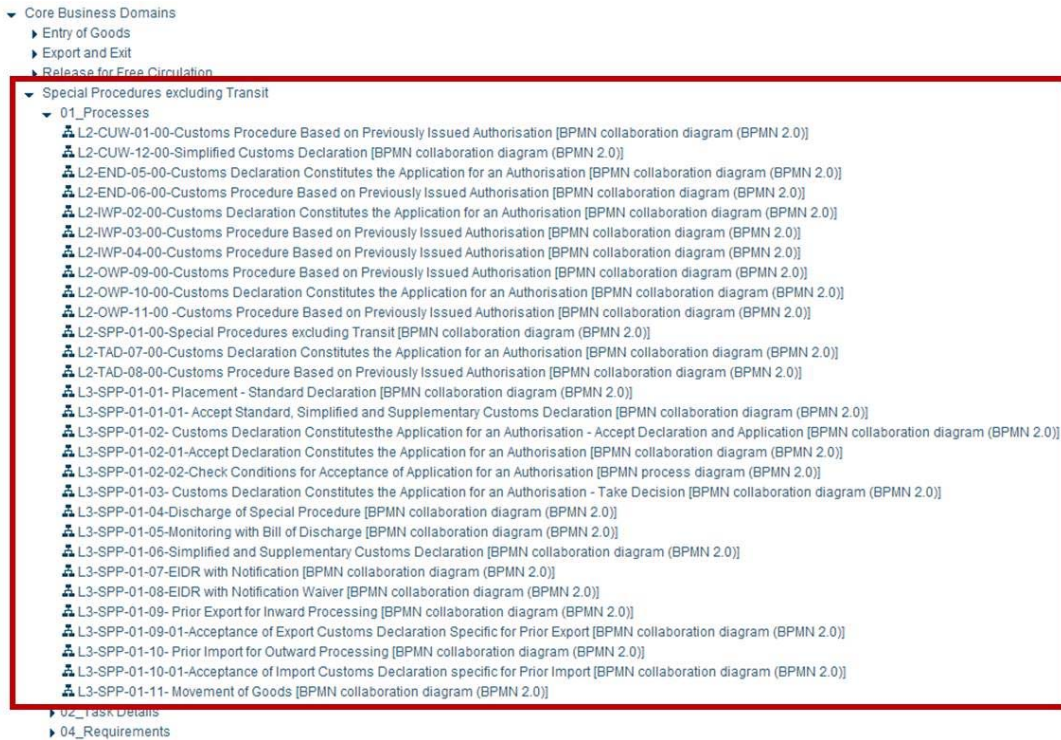 Core Business Domains
Entry of Goods
Export and Exit
Release for Free Circulation
Special Procedures excluding Transit
01_Processes
L2-CUW-01-00-Customs Procedure Based on Previously Issued Authorisation [BPMN collaboration diagram (BPMN 2.0)]
L2-CUW-12-00-Simplified Customs Declaration [BPMN collaboration diagram (BPMN 2.0)]
L2-END-05-00-Customs Declaration Constitutes the Application for an Authorisation [BPMN collaboration diagram (BPMN 2.0)]
L2-END-06-00-Customs Procedure Based on Previously Issued Authorisation [BPMN collaboration diagram (BPMN 2.0)]
L2-IWP-02-00-Customs Declaration Constitutes the Application for an Authorisation [BPMN collaboration diagram (BPMN 2.0)]
L2-IWP-03-00-Customs Procedure Based on Previously Issued Authorisation [BPMN collaboration diagram (BPMN 2.0)]
L2-IWP-04-00-Customs Procedure Based on Previously Issued Authorisation [BPMN collaboration diagram (BPMN 2.0)]
L2-OWP-09-00-Customs Procedure Based on Previously Issued Authorisation [BPMN collaboration diagram (BPMN 2.0)]
L2-OWP-10-00-Customs Declaration Constitutes the Application for an Authorisation [BPMN collaboration diagram (BPMN 2.0)]
L2-OWP-11-00 -Customs Procedure Based on Previously Issued Authorisation [BPMN collaboration diagram (BPMN 2.0)]
L2-SPP-01-00-Special Procedures excluding Transit [BPMN collaboration diagram (BPMN 2.0)]
L2-TAD-07-00-Customs Declaration Constitutes the Application for an Authorisation [BPMN collaboration diagram (BPMN 2.0)]
L2-TAD-08-00-Customs Procedure Based on Previously Issued Authorisation [BPMN collaboration diagram (BPMN 2.0)]
L3-SPP-01-01- Placement - Standard Declaration [BPMN collaboration diagram (BPMN 2.0)]
L3-SPP-01-01-01- Accept Standard, Simplified and Supplementary Customs Declaration [BPMN collaboration diagram (BPMN 2.0)]
L3-SPP-01-02- Customs Declaration Constitutesthe Application for an Authorisation - Accept Declaration and Application [BPMN collaboration diagram (BPMN 2.0)]
L3-SPP-01-02-01-Accept Declaration Constitutes the Application for an Authorisation [BPMN collaboration diagram (BPMN 2.0)]
L3-SPP-01-02-02-Check Conditions for Acceptance of Application for an Authorisation [BPMN process diagram (BPMN 2.0)]
L3-SPP-01-03- Customs Declaration Constitutes the Application for an Authorisation - Take Decision [BPMN collaboration diagram (BPMN 2.0)]
L3-SPP-01-04-Discharge of Special Procedure [BPMN collaboration diagram (BPMN 2.0)]
L3-SPP-01-05-Monitoring with Bill of Discharge [BPMN collaboration diagram (BPMN 2.0)]
L3-SPP-01-06-Simplified and Supplementary Customs Declaration [BPMN collaboration diagram (BPMN 2.0)]
L3-SPP-01-07-EIDR with Notification [BPMN collaboration diagram (BPMN 2.0)]
L3-SPP-01-08-EIDR with Notification Waiver [BPMN collaboration diagram (BPMN 2.0)]
L3-SPP-01-09- Prior Export for Inward Processing [BPMN collaboration diagram (BPMN 2.0)]
L3-SPP-01-09-01-Acceptance of Export Customs Declaration Specific for Prior Export [BPMN collaboration diagram (BPMN 2.0)]
L3-SPP-01-10- Prior Import for Outward Processing [BPMN collaboration diagram (BPMN 2.0)]
L3-SPP-01-10-01-Acceptance of Import Customs Declaration specific for Prior Import [BPMN collaboration diagram (BPMN 2.0)]
L3-SPP-01-11- Movement of Goods [BPMN collaboration diagram (BPMN 2.0)]
02_Task Details
04_Requirements